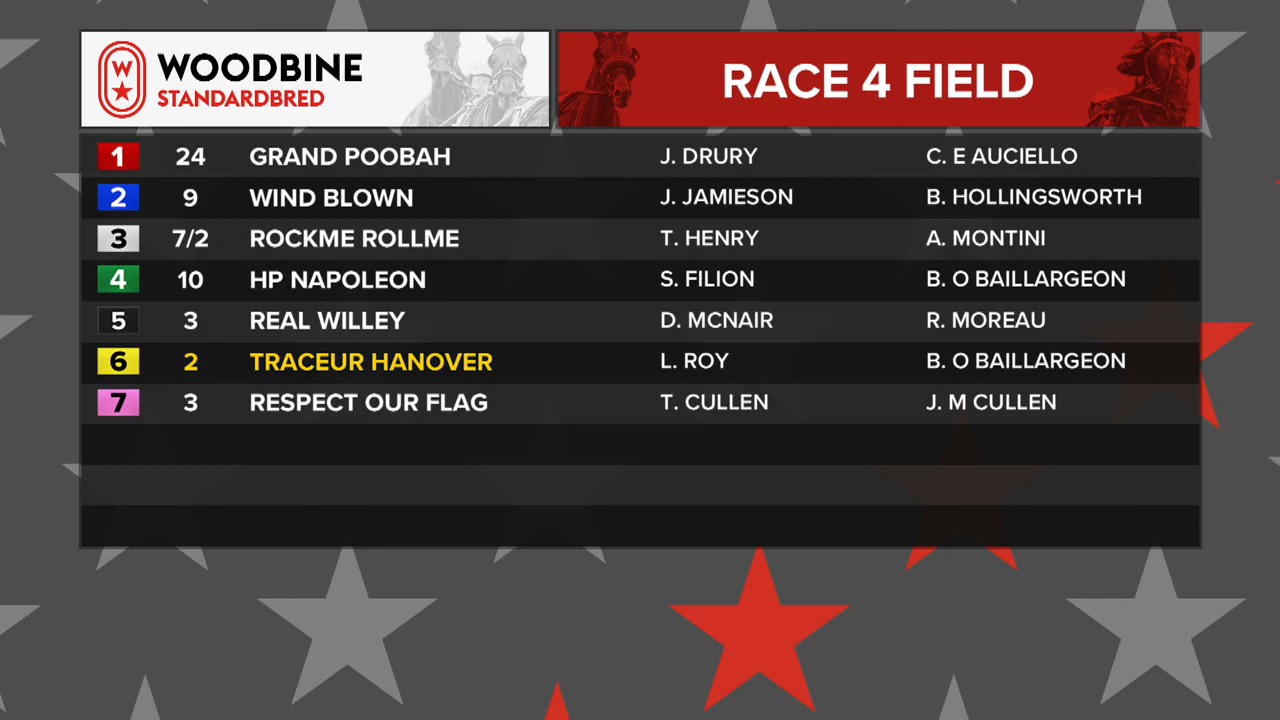 W
WOODBINE
STANDARDBRED
RACE 4 FIELD
1 24 GRAND POOBAH J. DRURY C. E AUCIELLO
2 9 WIND BLOWN J. JAMIESON B. HOLLINGSWORTH
3 7/2 ROCKME ROLLME T. HENRY A. MONTINI
4 10 HP NAPOLEON S. FILION B. O BAILLARGEON
5 3 REAL WILLEY D. MCNAIR R. MOREAU
6 2 TRACEUR HANOVER L. ROY B. O BAILLARGEON
7 3 RESPECT OUR FLAG T. CULLEN J. M CULLEN